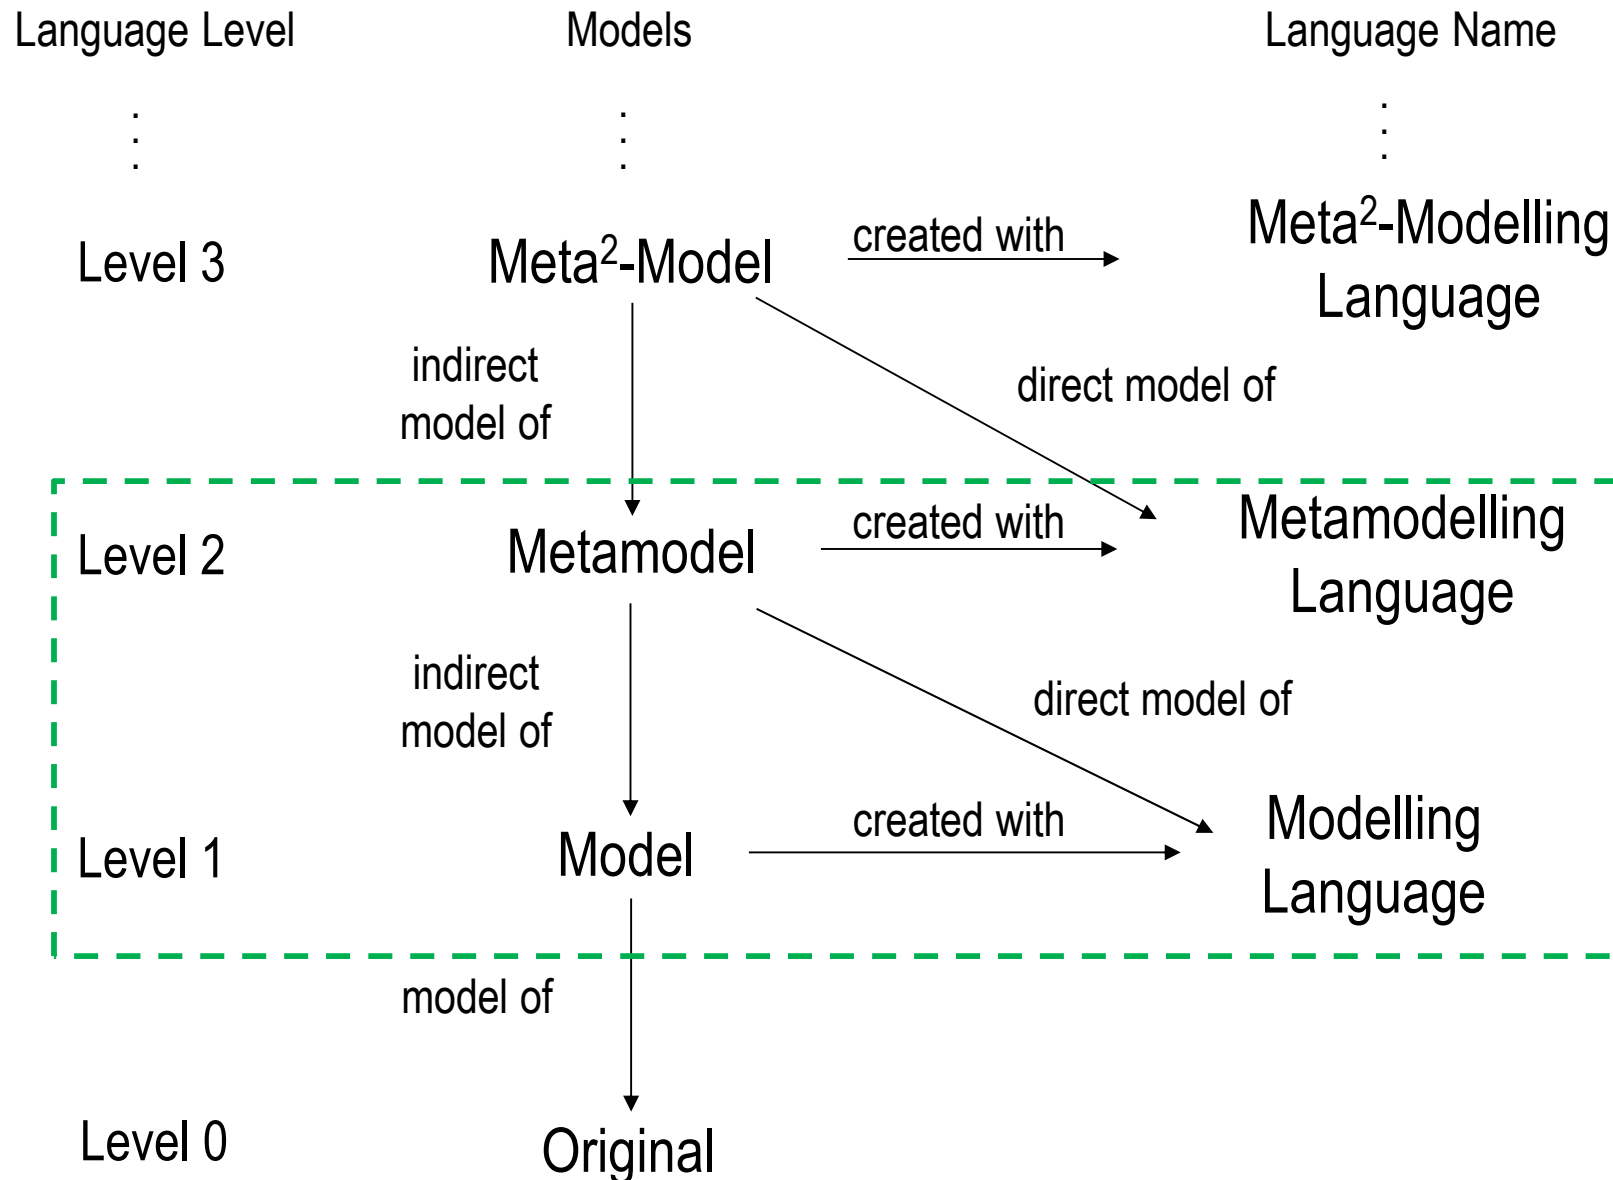 Language Level
Models
Language Name
.
.
.
.
.
.
.
.
.
Level 3
Meta²-Model
created with
Meta²-Modelling
Language
indirect
model of
direct model of
Level 2
Metamodel
created with
Metamodelling
Language
indirect
model of
direct model of
Level 1
Model
created with
Modelling
Language
model of
Level 0
Original